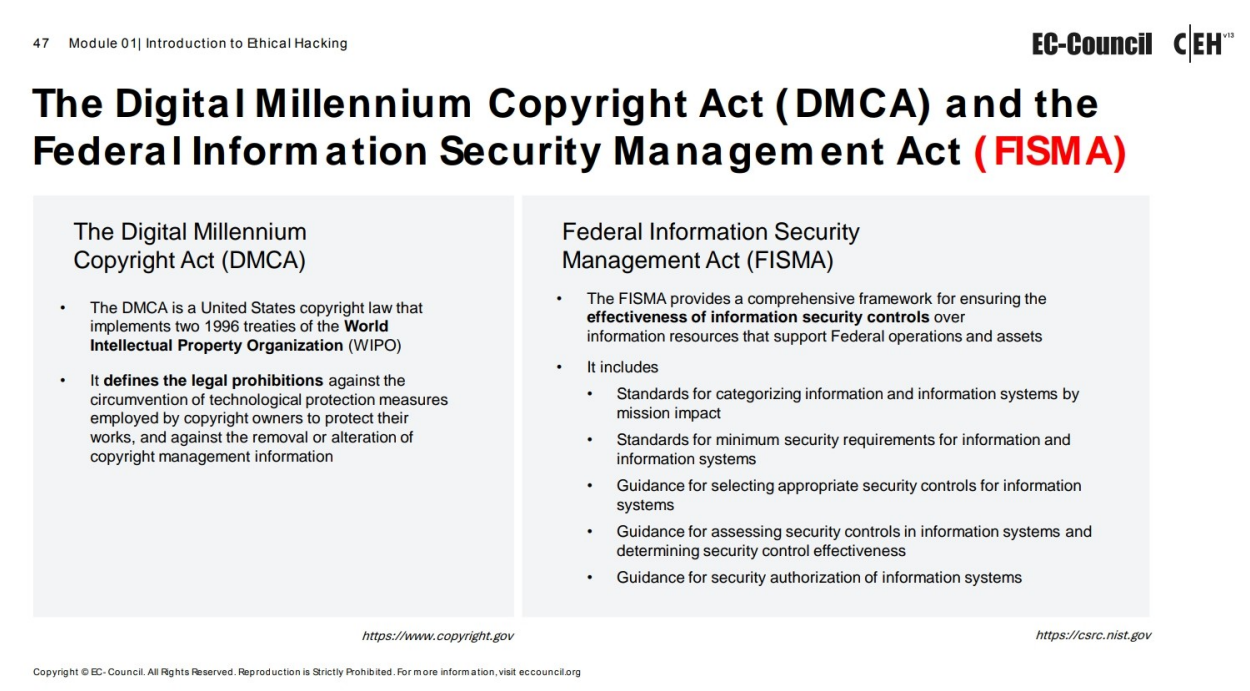 47 Module 01| Introduction to Ethical Hacking
EC-Council C|EH v13
The Digital Millennium Copyright Act (DMCA) and the
Federal Information Security Management Act (FISMA)
The Digital Millennium
Copyright Act (DMCA)
• The DMCA is a United States copyright law that
implements two 1996 treaties of the World
Intellectual Property Organization (WIPO)
• It defines the legal prohibitions against the
circumvention of technological protection measures
employed by copyright owners to protect their
works, and against the removal or alteration of
copyright management information
https://www.copyright.gov
Federal Information Security
Management Act (FISMA)
• The FISMA provides a comprehensive framework for ensuring the
effectiveness of information security controls over
information resources that support Federal operations and assets
• It includes
• Standards for categorizing information and information systems by
mission impact
• Standards for minimum security requirements for information and
information systems
• Guidance for selecting appropriate security controls for information
systems
• Guidance for assessing security controls in information systems and
determining security control effectiveness
• Guidance for security authorization of information systems
https://csrc.nist.gov
Copyright © EC-Council. All Rights Reserved. Reproduction is Strictly Prohibited. For more information, visit eccouncil.org